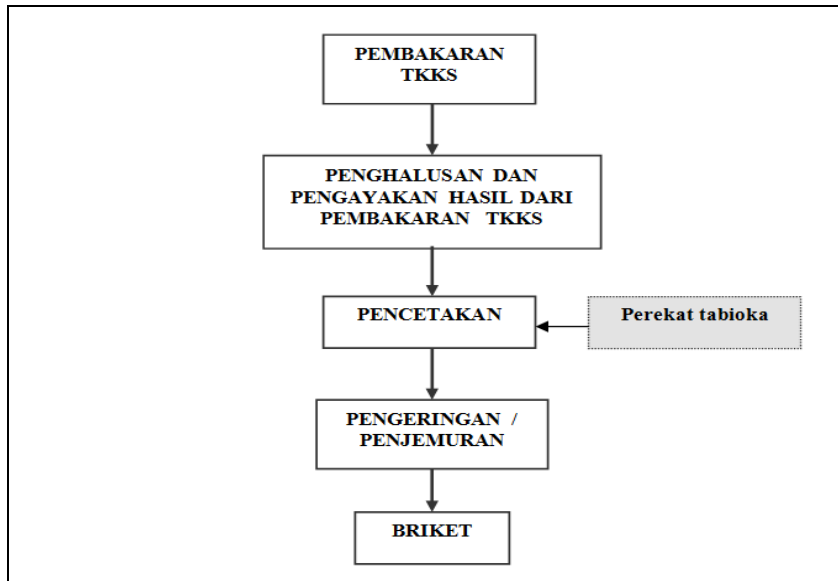 PEMBAKARAN
TKKS
PENGHALUSAN DAN
PENGAYAKAN HASIL DARI
PEMBAKARAN TKKS
PENCETAKAN
Perekat tabioka
PENGERINGAN /
PENJEMURAN
BRIKET